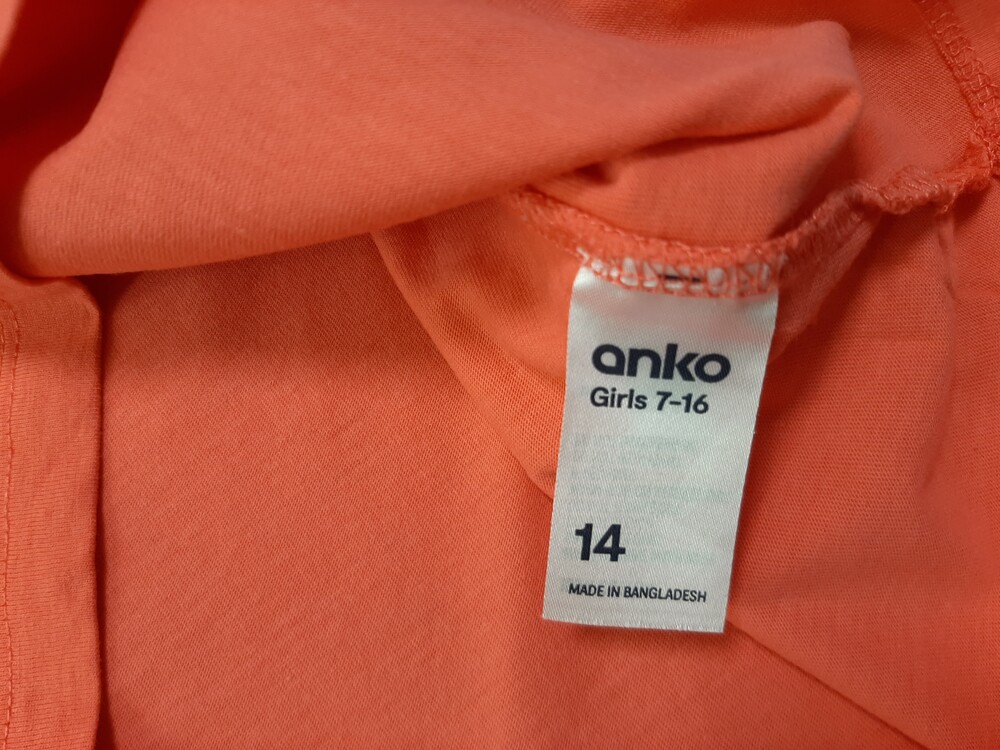 anko
Girls 7-16
14
MADE IN BANGLADESH